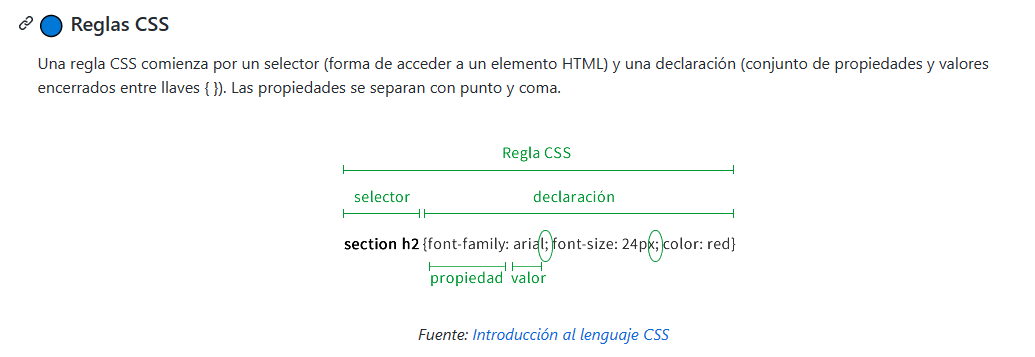 Reglas CSS
Una regla CSS comienza por un selector (forma de acceder a un elemento HTML) y una declaración (conjunto de propiedades y valores
encerrados entre llaves { }). Las propiedades se separan con punto y coma.
Regla CSS
selector declaración
section h2 {font-family: arial; font-size: 24px; color: red}
propiedad valor
Fuente: Introducción al lenguaje CSS